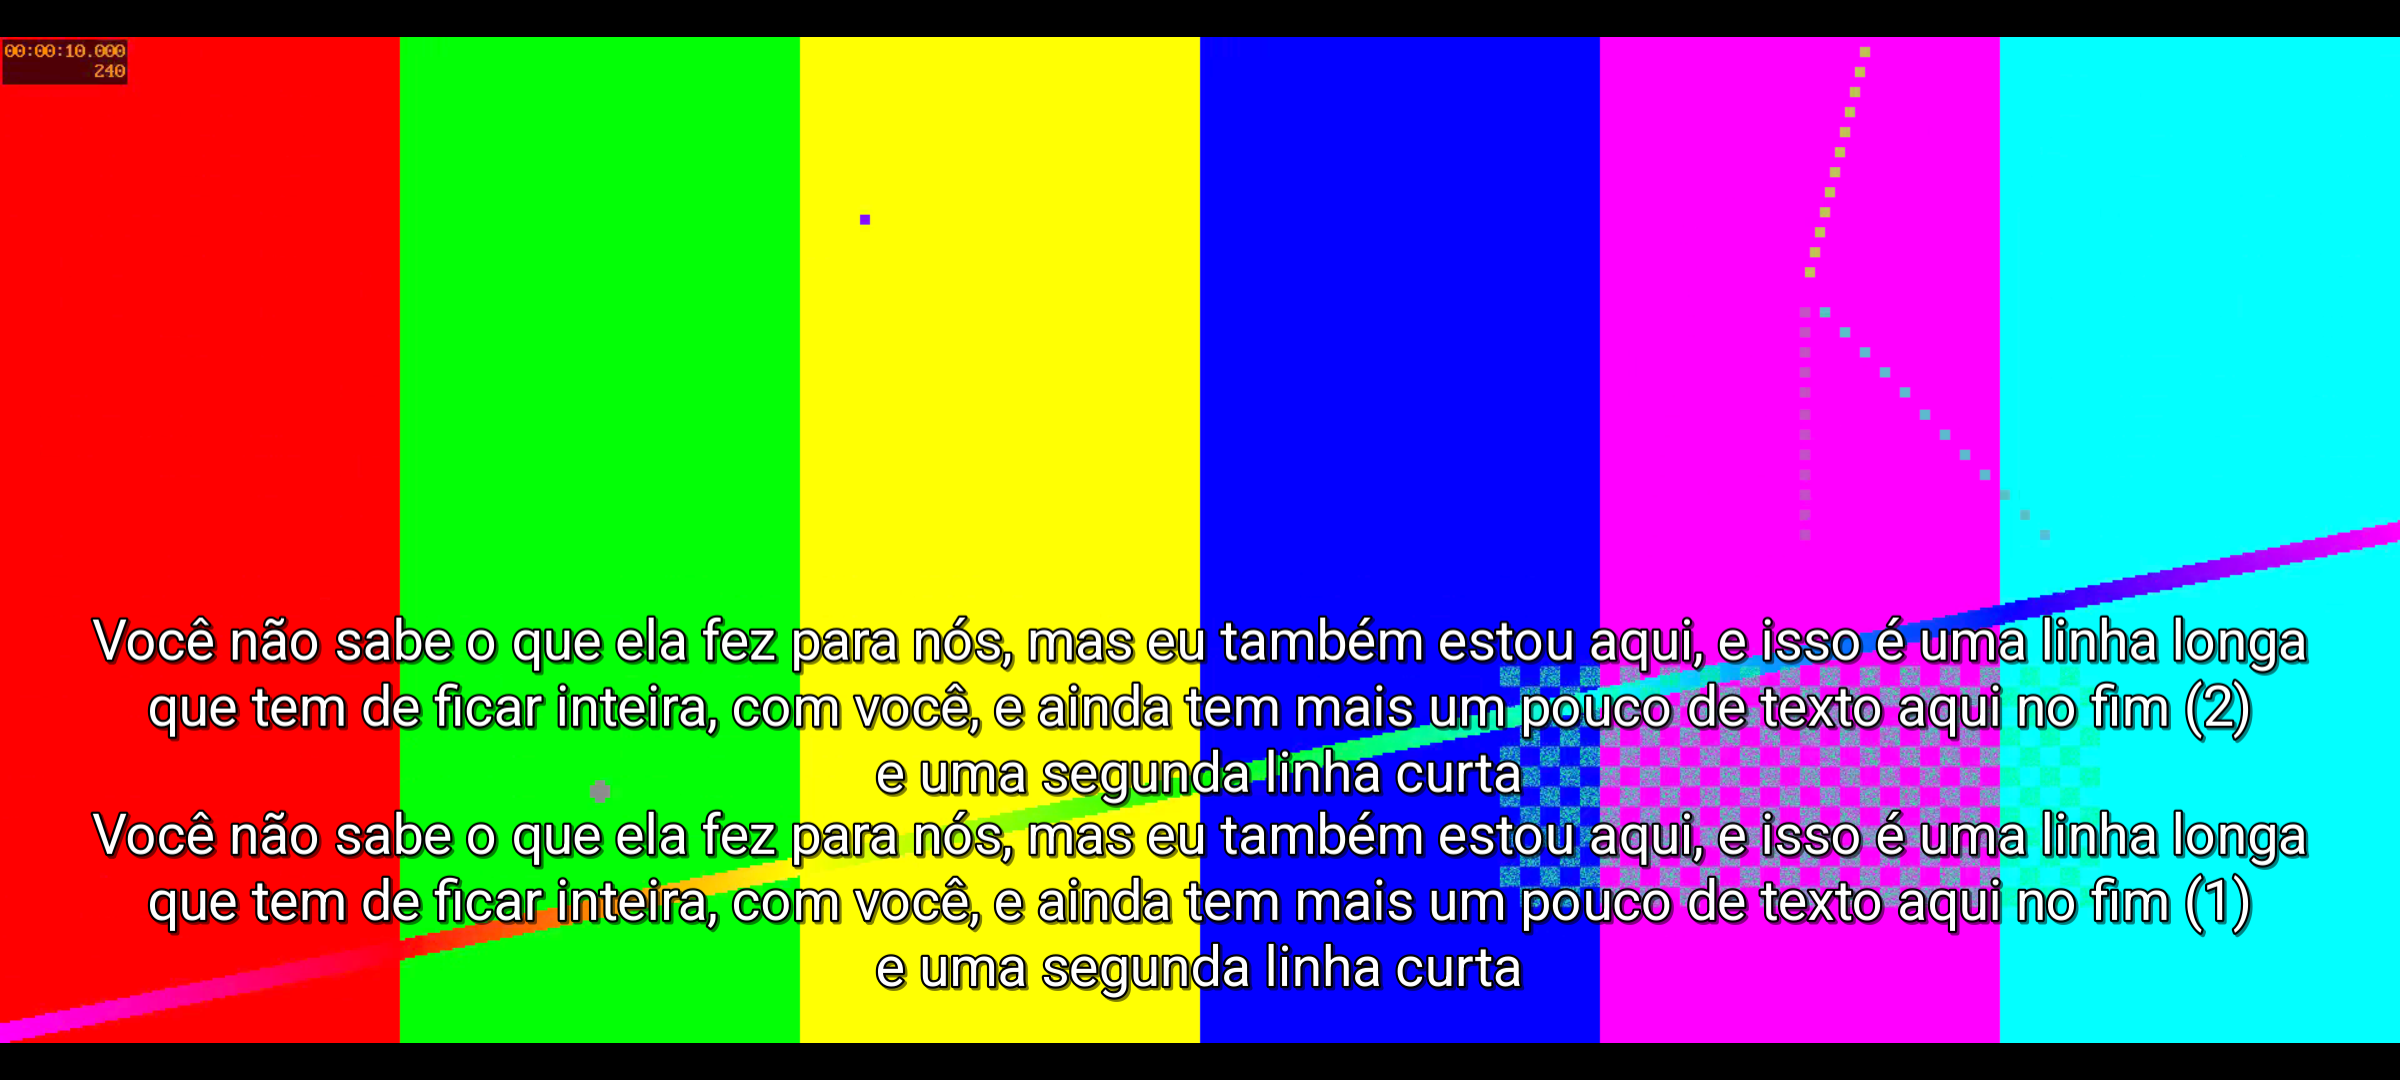 00:00:10.000
240
Você não sabe o que ela fez para nós, mas eu também estou aqui, e isso é uma linha longa
que tem de ficar inteira, com você, e ainda tem mais um pouco de texto aqui no fim (2)
e uma segunda linha curta
Você não sabe o que ela fez para nós, mas eu também estou aqui, e isso é uma linha longa
que tem de ficar inteira, com você, e ainda tem mais um pouco de texto aqui no fim (1)
e uma segunda linha curta